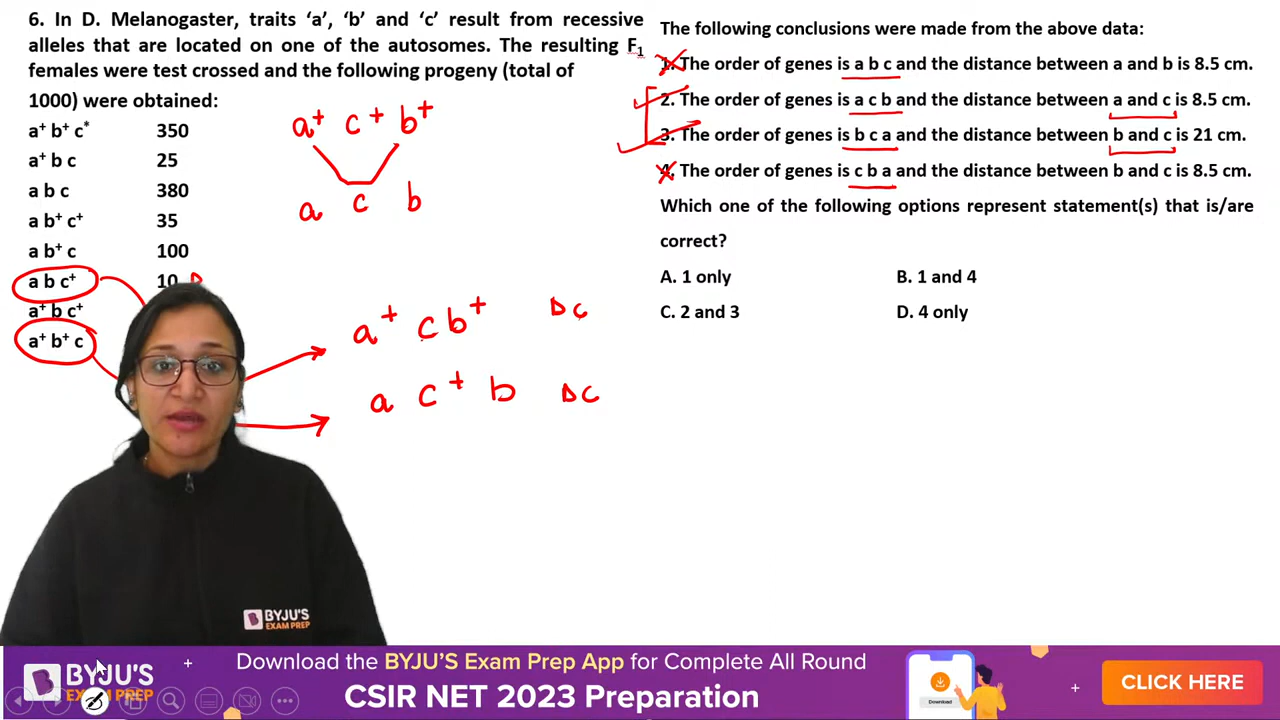 6. In D. Melanogaster, traits ‘a’, ‘b’ and ‘c’ result from recessive
alleles that are located on one of the autosomes. The resulting F₁
females were test crossed and the following progeny (total of
1000) were obtained:
a⁺ b⁺ c* 350
a⁺ b c 25
a b c 380
a b⁺ c⁺ 35
a b⁺ c 100
a b c⁺ 10
a⁺ b c⁺
a⁺ b⁺ c
a⁺ c⁺ b⁺
a c b
a⁺ c b⁺ DC
a c⁺ b DC
The following conclusions were made from the above data:
1. The order of genes is a b c and the distance between a and b is 8.5 cm.
2. The order of genes is a c b and the distance between a and c is 8.5 cm.
3. The order of genes is b c a and the distance between b and c is 21 cm.
4. The order of genes is c b a and the distance between b and c is 8.5 cm.
Which one of the following options represent statement(s) that is/are
correct?
A. 1 only B. 1 and 4
C. 2 and 3 D. 4 only
BYJU'S
EXAM PREP
BYJU'S
EXAM PREP
Download the BYJU'S Exam Prep App for Complete All Round
CSIR NET 2023 Preparation
Download
CLICK HERE